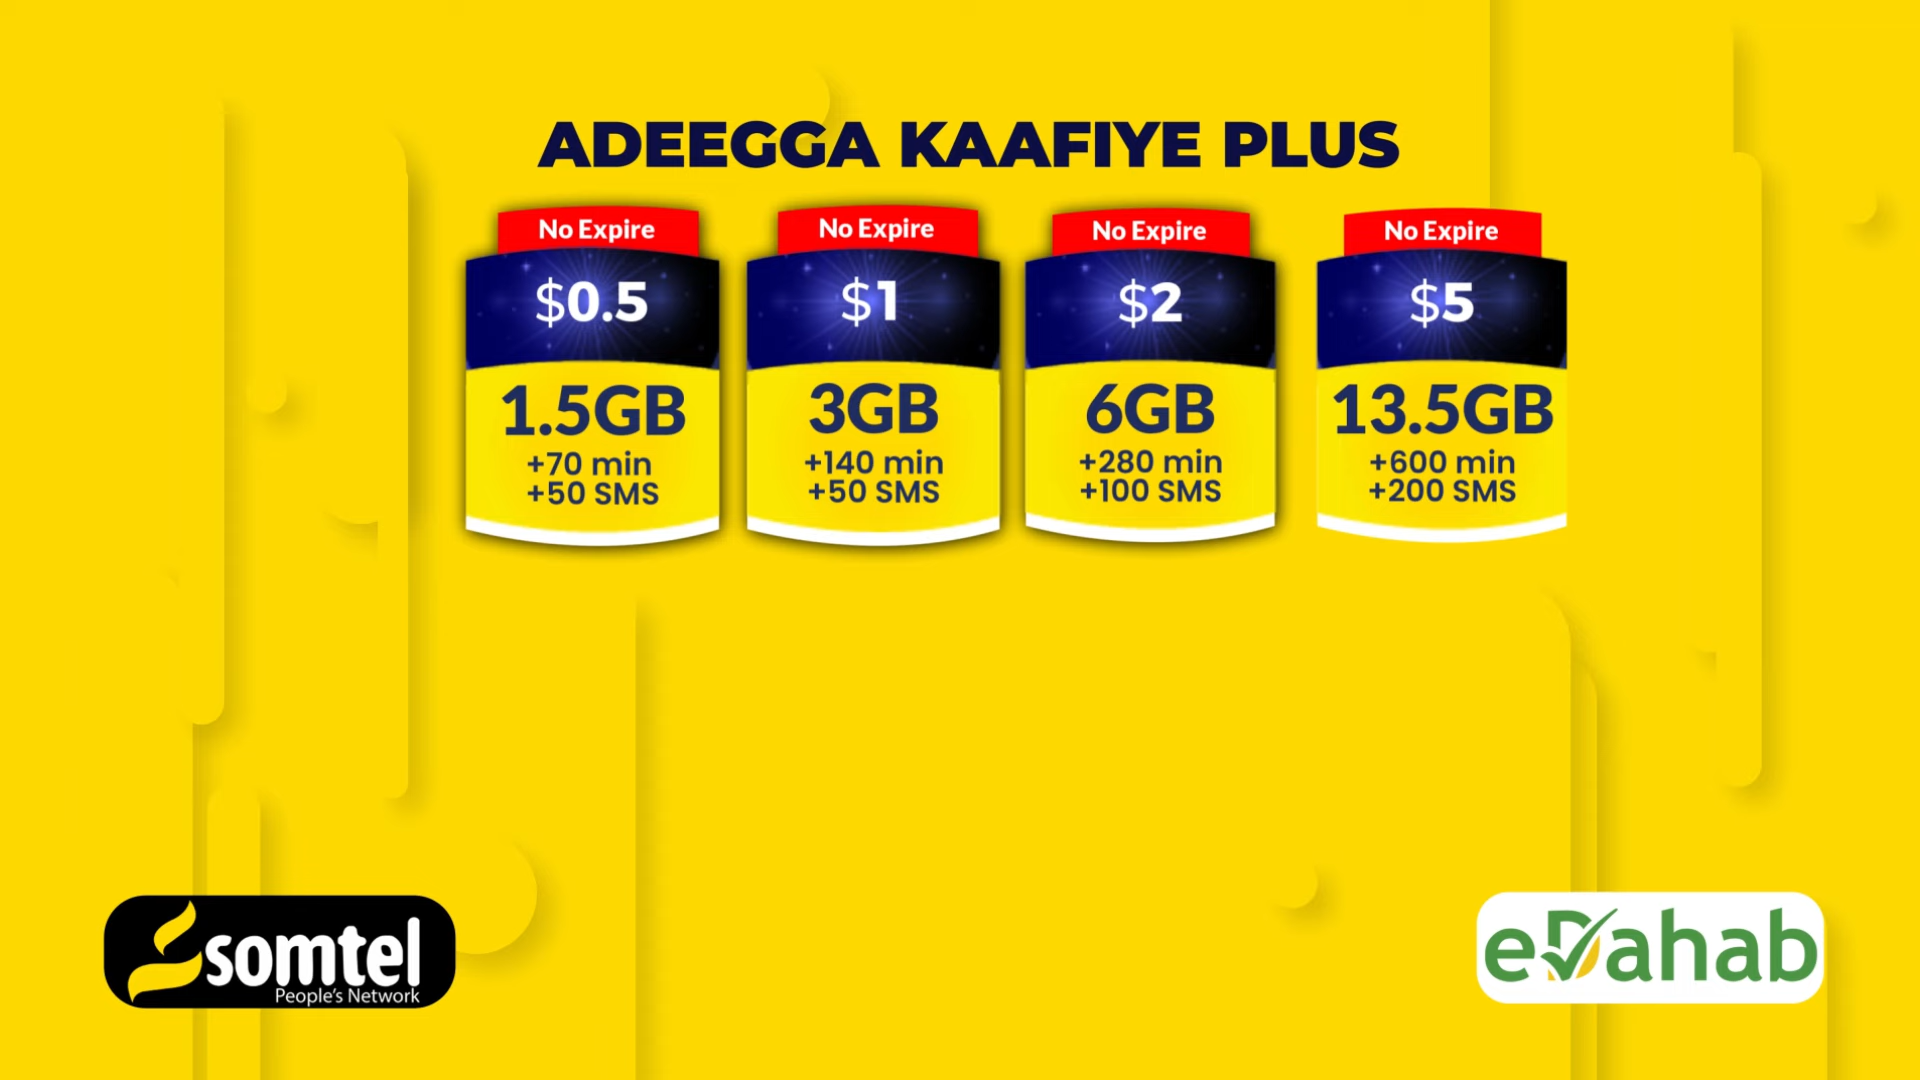 ADEEGGA KAAFIYE PLUS
No Expire
$0.5
1.5GB
+70 min
+50 SMS
No Expire
$1
3GB
+140 min
+50 SMS
No Expire
$2
6GB
+280 min
+100 SMS
No Expire
$5
13.5GB
+600 min
+200 SMS
somtel
People's Network
eDahab